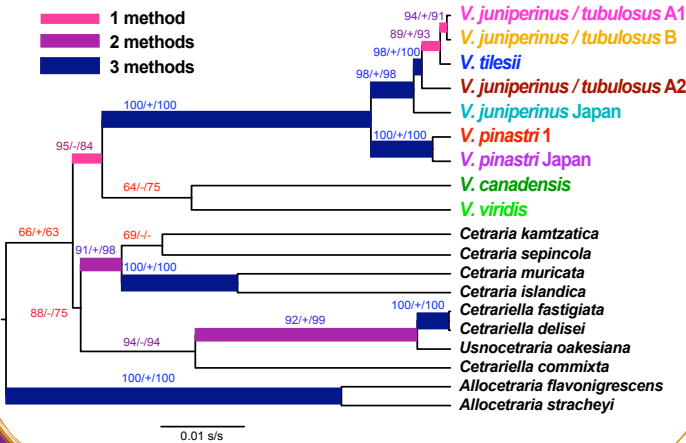 1 method
2 methods
3 methods
94/+/91
V. juniperinus / tubulosus A1
89/+/93
V. juniperinus / tubulosus B
98/+/100
V. tilesii
98/+/98
V. juniperinus / tubulosus A2
100/+/100
V. juniperinus Japan
100/+/100
V. pinastri 1
95/-/84
V. pinastri Japan
64/-/75
V. canadensis
V. viridis
66/+/63
69/-/-
Cetraria kamtzatica
91/+/98
Cetraria sepincola
100/+/100
Cetraria muricata
Cetraria islandica
88/-/75
100/+/100
Cetrariella fastigiata
92/+/99
Cetrariella delisei
94/-/94
Usnocetraria oakesiana
Cetrariella commixta
100/+/100
Allocetraria flavonigrescens
Allocetraria stracheyi
0.01 s/s